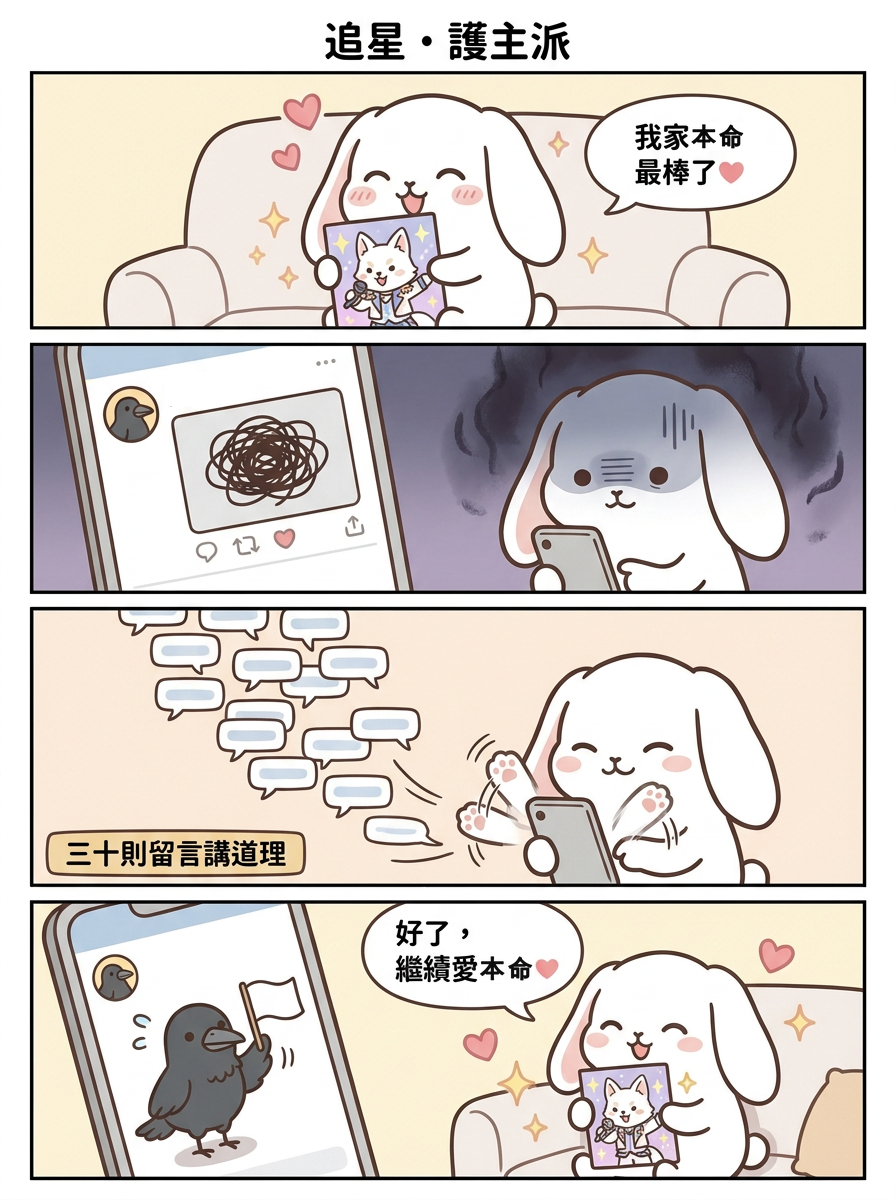 追星・護主派
我家本命
最棒了
三十則留言講道理
好了，
繼續愛本命